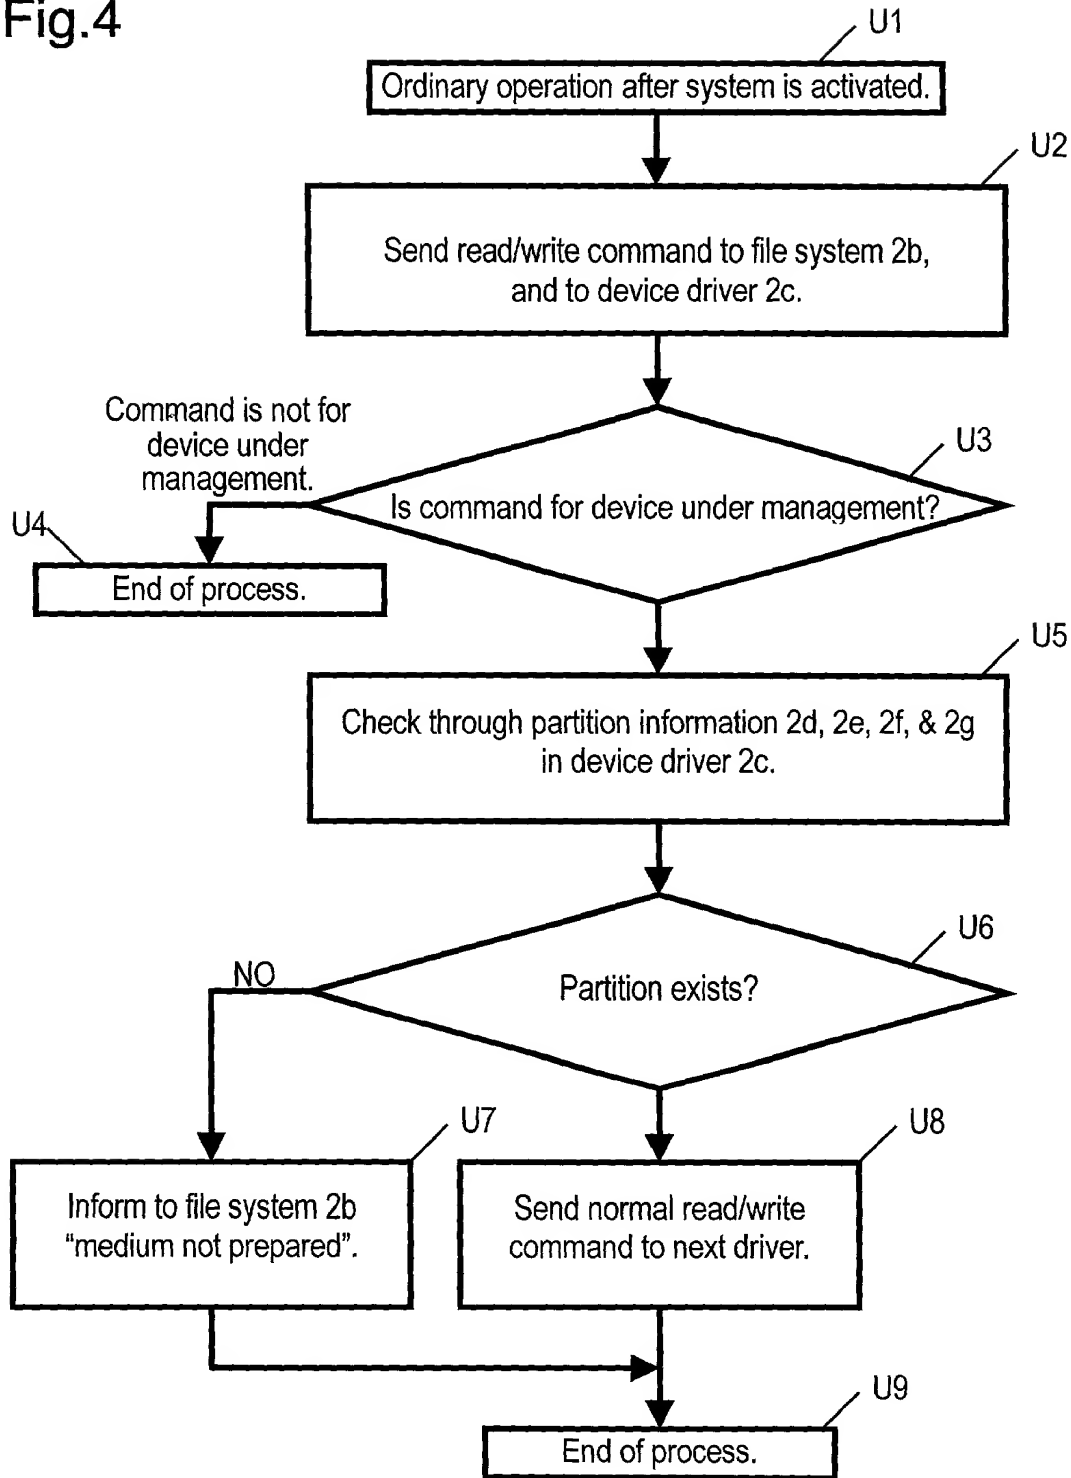 Fig.4
U1
Ordinary operation after system is activated.
U2
Send read/write command to file system 2b,
and to device driver 2c.
Command is not for
device under
management.
U3
Is command for device under management?
U4
End of process.
U5
Check through partition information 2d, 2e, 2f, & 2g
in device driver 2c.
U6
NO
Partition exists?
U7
Inform to file system 2b
“medium not prepared”.
U8
Send normal read/write
command to next driver.
U9
End of process.